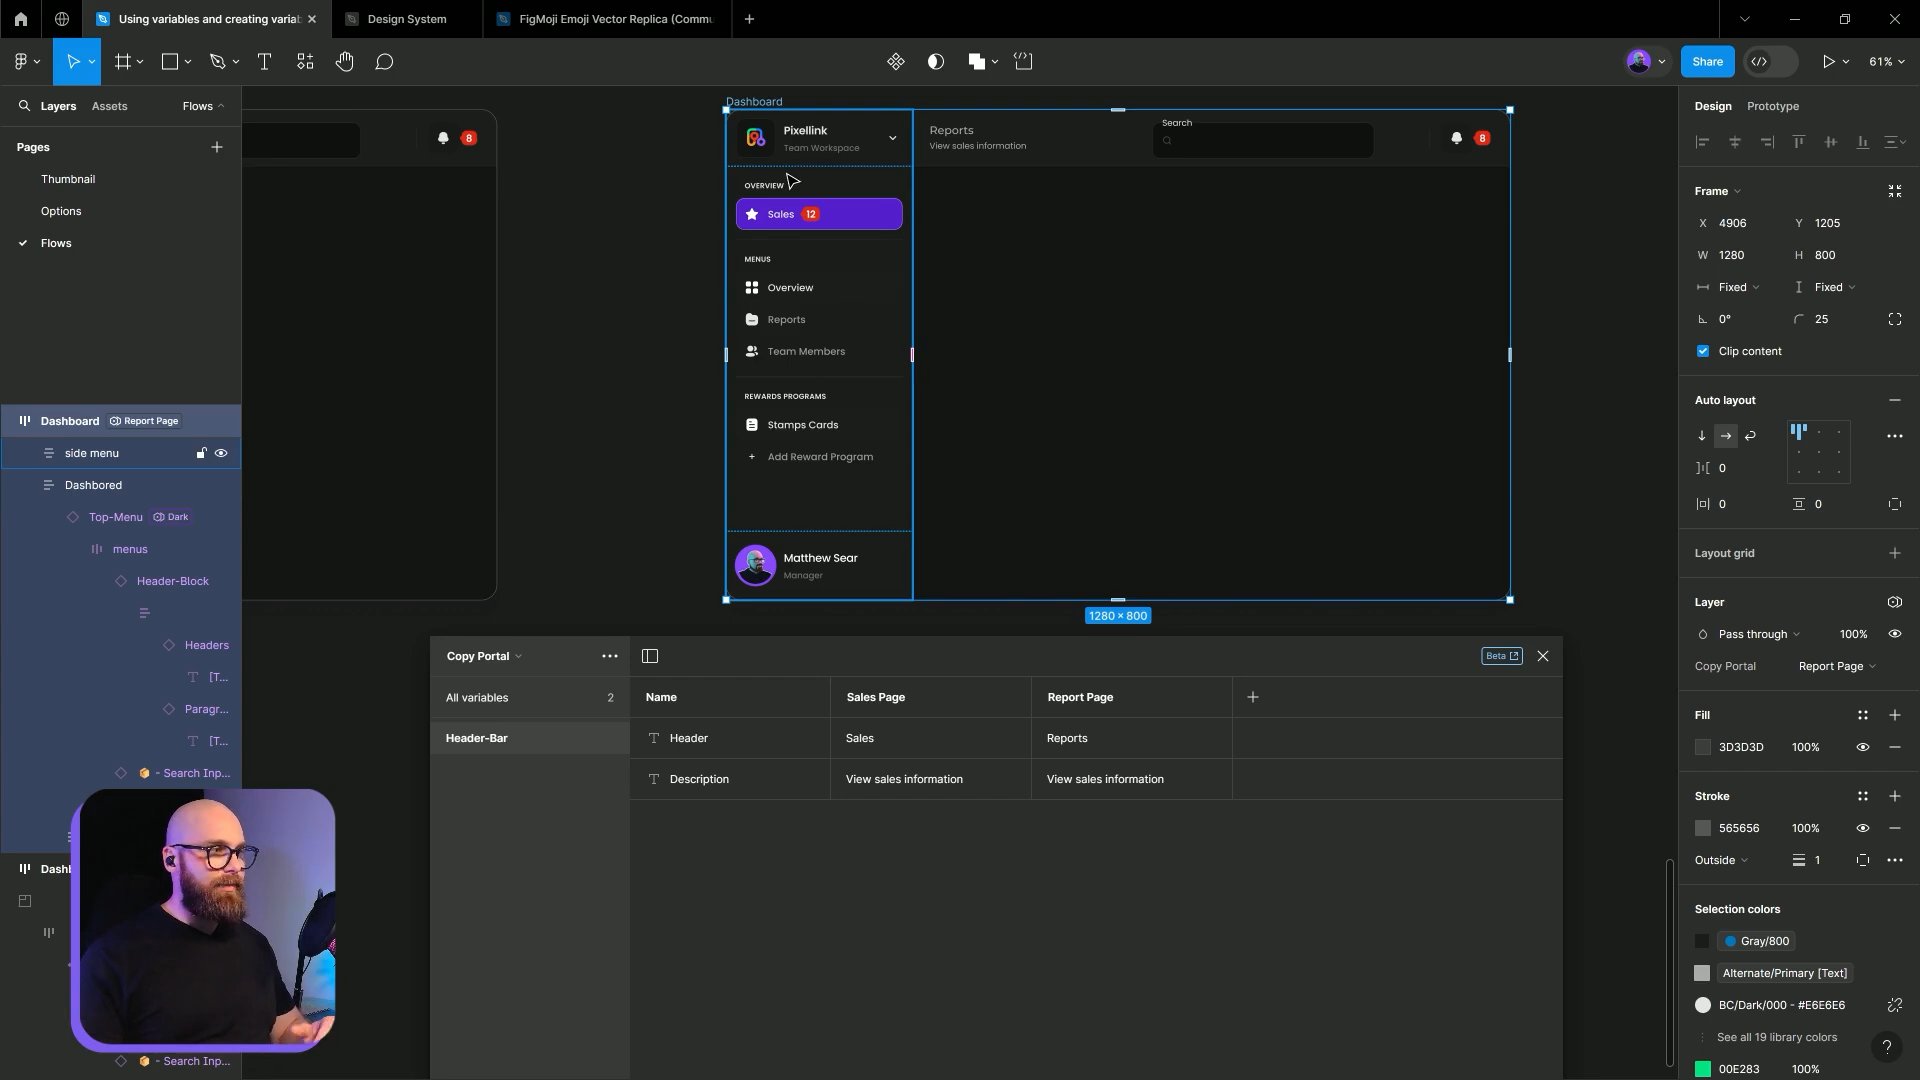 Using variables and creating varial
Design System
FigMoji Emoji Vector Replica (Commu
Share
61%
Layers
Assets
Flows
Pages
Thumbnail
Options
Flows
Dashboard
Report Page
side menu
Dashbored
Top-Menu
Dark
menus
Header-Block
Headers
[T...
Paragr...
[T...
- Search Inp...
Dashb
- Search Inp...
8
Dashboard
Pixellink
Team Workspace
Reports
View sales information
Search
8
OVERVIEW
Sales
12
MENUS
Overview
Reports
Team Members
REWARDS PROGRAMS
Stamps Cards
+ Add Reward Program
Matthew Sear
Manager
1280 × 800
Copy Portal
Beta
All variables
2
Name
Sales Page
Report Page
Header-Bar
Header
Sales
Reports
Description
View sales information
View sales information
Design
Prototype
Frame
X 4906
Y 1205
W 1280
H 800
Fixed
Fixed
0°
25
Clip content
Auto layout
0
0
0
Layout grid
Layer
Pass through
100%
Copy Portal
Report Page
Fill
3D3D3D
100%
Stroke
565656
100%
Outside
1
Selection colors
Gray/800
Alternate/Primary [Text]
BC/Dark/000 - #E6E6E6
See all 19 library colors
00E283
100%
?